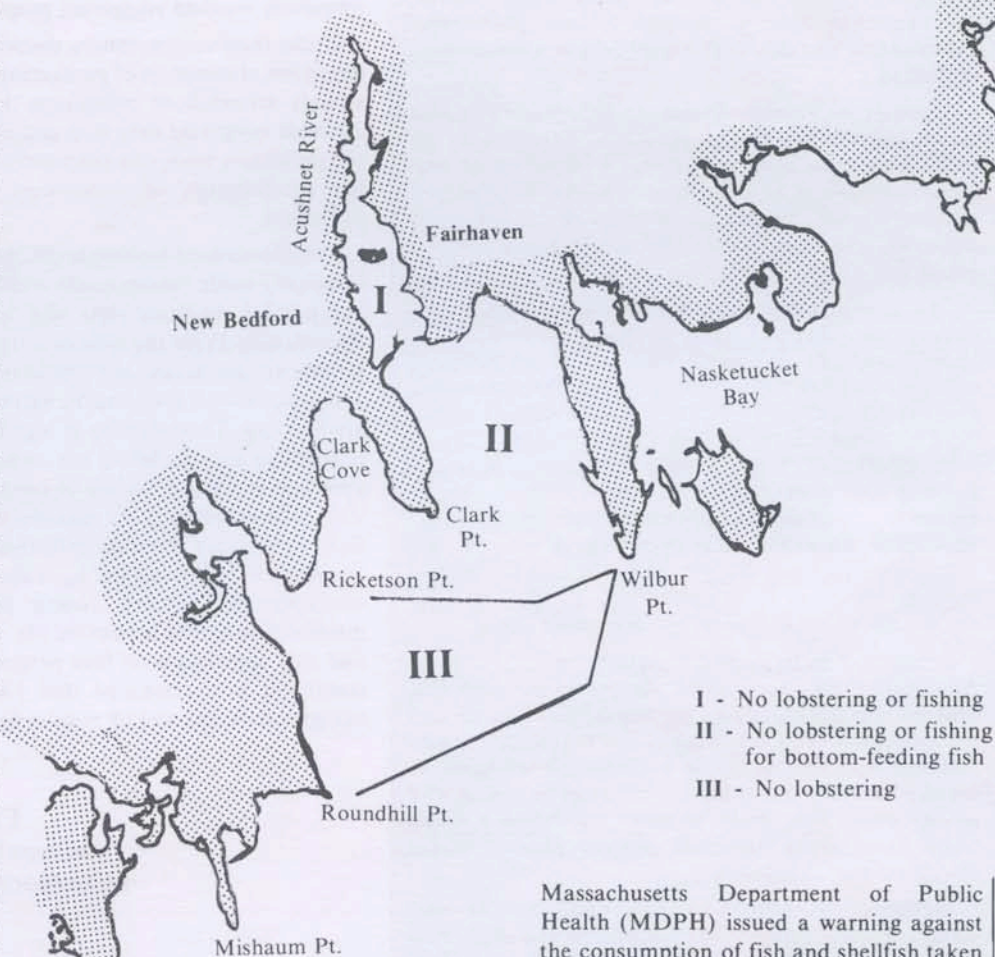 Acushnet River
Fairhaven
I
New Bedford
Nasketucket
Bay
II
Clark
Cove
Clark
Pt.
Ricketson Pt.
Wilbur
Pt.
III
I - No lobstering or fishing
II - No lobstering or fishing
for bottom-feeding fish
III - No lobstering
Roundhill Pt.
Mishaum Pt.
Massachusetts Department of Public
Health (MDPH) issued a warning against
the consumption of fish and shellfish taken